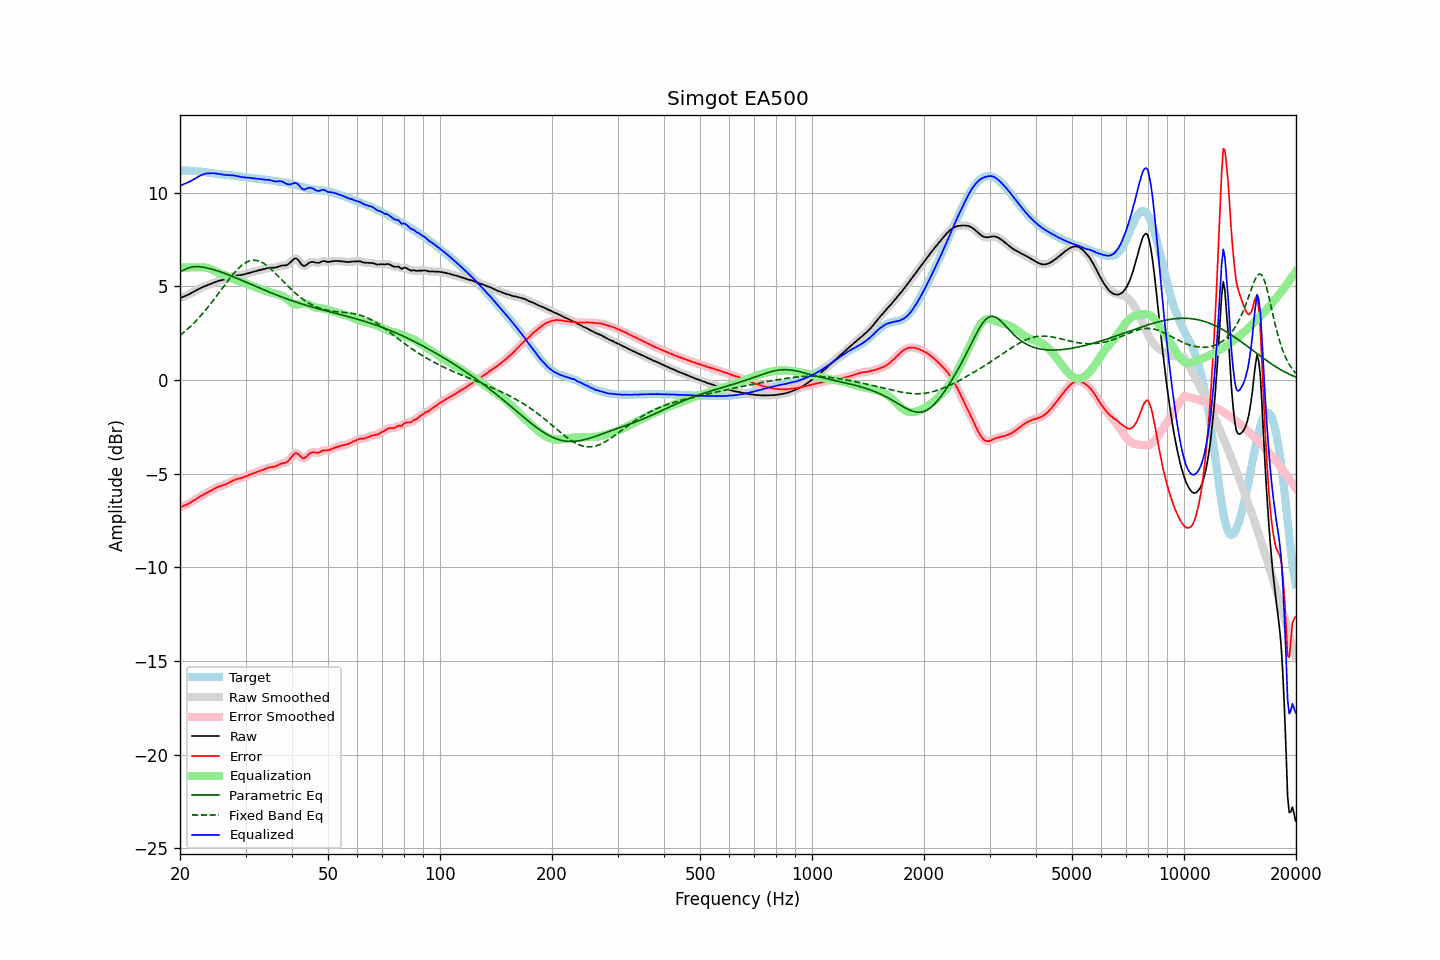 Simgot EA500
Amplitude (dBr)
10
5
0
−5
−10
−15
−20
−25
Target
Raw Smoothed
Error Smoothed
Raw
Error
Equalization
Parametric Eq
Fixed Band Eq
Equalized
20 50 100 200 500 1000 2000 5000 10000 20000
Frequency (Hz)